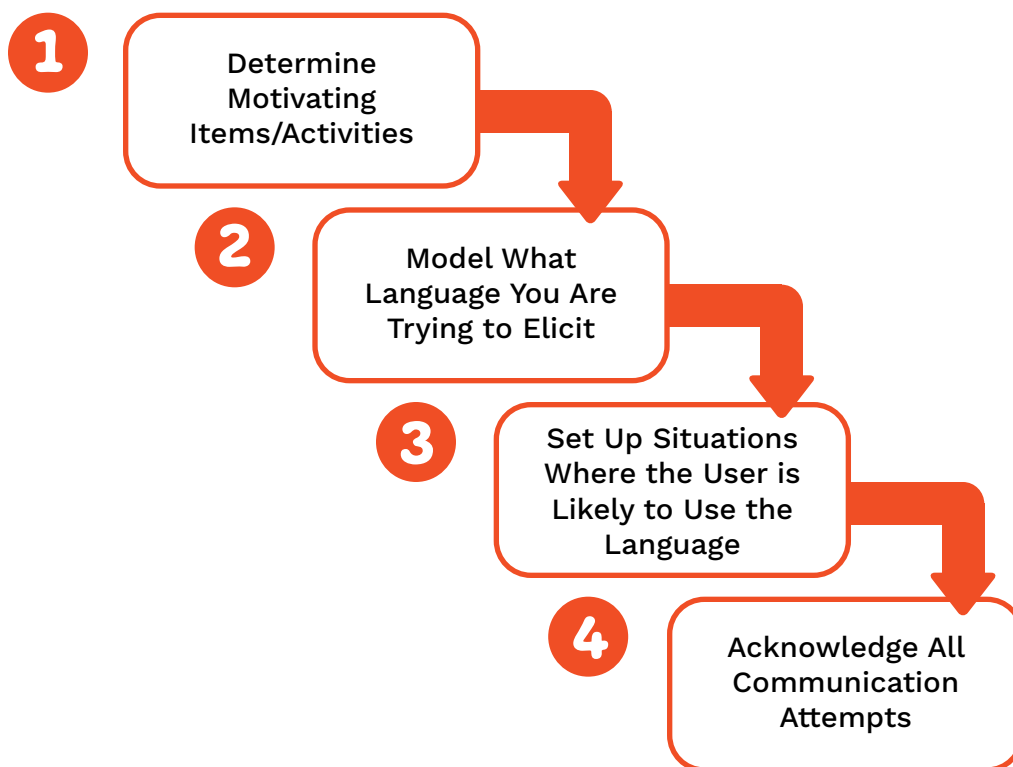 1
Determine
Motivating
Items/Activities
2
Model What
Language You Are
Trying to Elicit
3
Set Up Situations
Where the User is
Likely to Use the
Language
4
Acknowledge All
Communication
Attempts